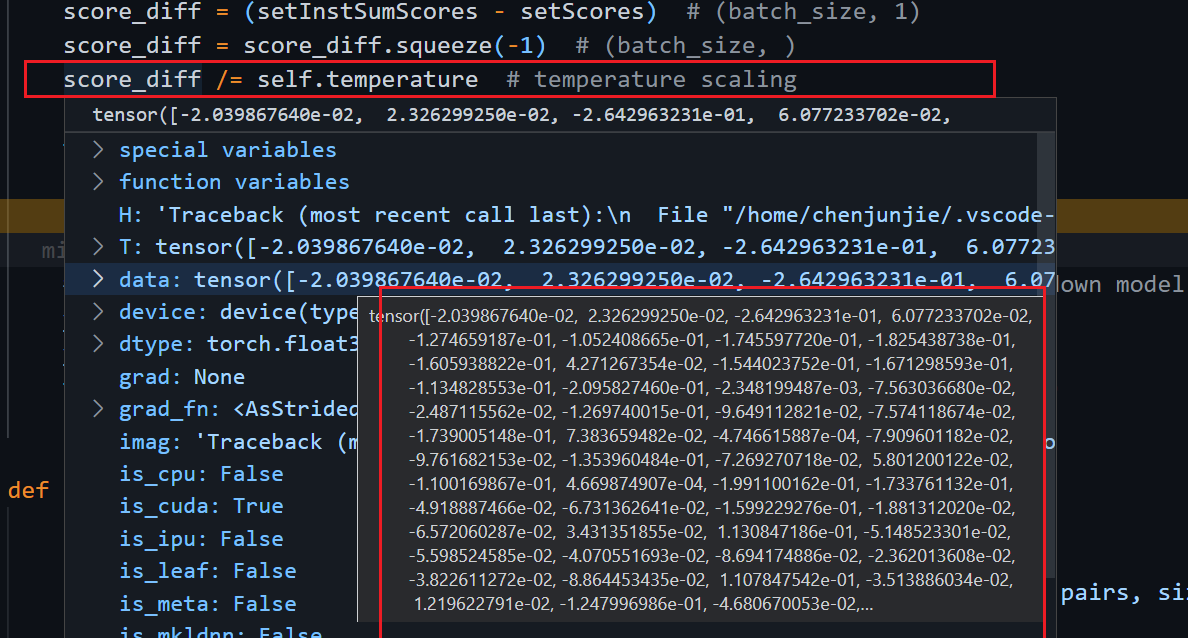 score_diff = (setInstSumScores - setScores)  # (batch_size, 1)
score_diff = score_diff.squeeze(-1)  # (batch_size, )
score_diff /= self.temperature  # temperature scaling
tensor([-2.039867640e-02,  2.326299250e-02, -2.642963231e-01,  6.077233702e-02,
> special variables
> function variables
H: 'Traceback (most recent call last):\n  File "/home/chenjunjie/.vscode-
mi
> T: tensor([-2.039867640e-02,  2.326299250e-02, -2.642963231e-01,  6.07723
> data: tensor([-2.039867640e-02,  2.326299250e-02, -2.642963231e-01,  6.07
down model
> device: device(type
> dtype: torch.float3
grad: None
> grad_fn: <AsStrided
imag: 'Traceback (m
is_cpu: False
def
is_cuda: True
is_ipu: False
is_leaf: False
is_meta: False
is_mkldnn: False
tensor([-2.039867640e-02,  2.326299250e-02, -2.642963231e-01,  6.077233702e-02,
-1.274659187e-01, -1.052408665e-01, -1.745597720e-01, -1.825438738e-01,
-1.605938822e-01,  4.271267354e-02, -1.544023752e-01, -1.671298593e-01,
-1.134828553e-01, -2.095827460e-01, -2.348199487e-03, -7.563036680e-02,
-2.487115562e-02, -1.269740015e-01, -9.649112821e-02, -7.574118674e-02,
-1.739005148e-01,  7.383659482e-02, -4.746615887e-04, -7.909601182e-02,
-9.761682153e-02, -1.353960484e-01, -7.269270718e-02,  5.801200122e-02,
-1.100169867e-01,  4.669874907e-04, -1.991100162e-01, -1.733761132e-01,
-4.918887466e-02, -6.731362641e-02, -1.599229276e-01, -1.881312020e-02,
-6.572060287e-02,  3.431351855e-02,  1.130847186e-01, -5.148523301e-02,
-5.598524585e-02, -4.070551693e-02, -8.694174886e-02, -2.362013608e-02,
-3.822611272e-02, -8.864453435e-02,  1.107847542e-01, -3.513886034e-02,
1.219622791e-02, -1.247996986e-01, -4.680670053e-02,...
pairs, si